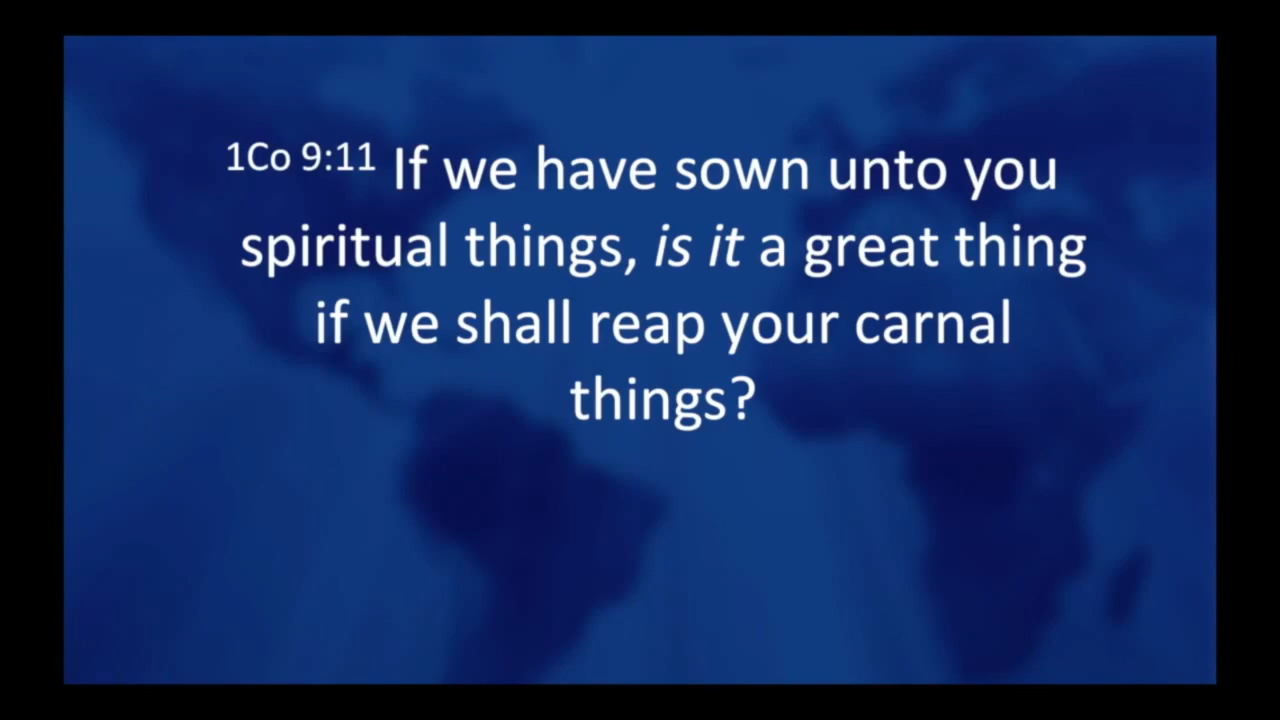 1Co 9:11 If we have sown unto you
spiritual things, is it a great thing
if we shall reap your carnal
things?